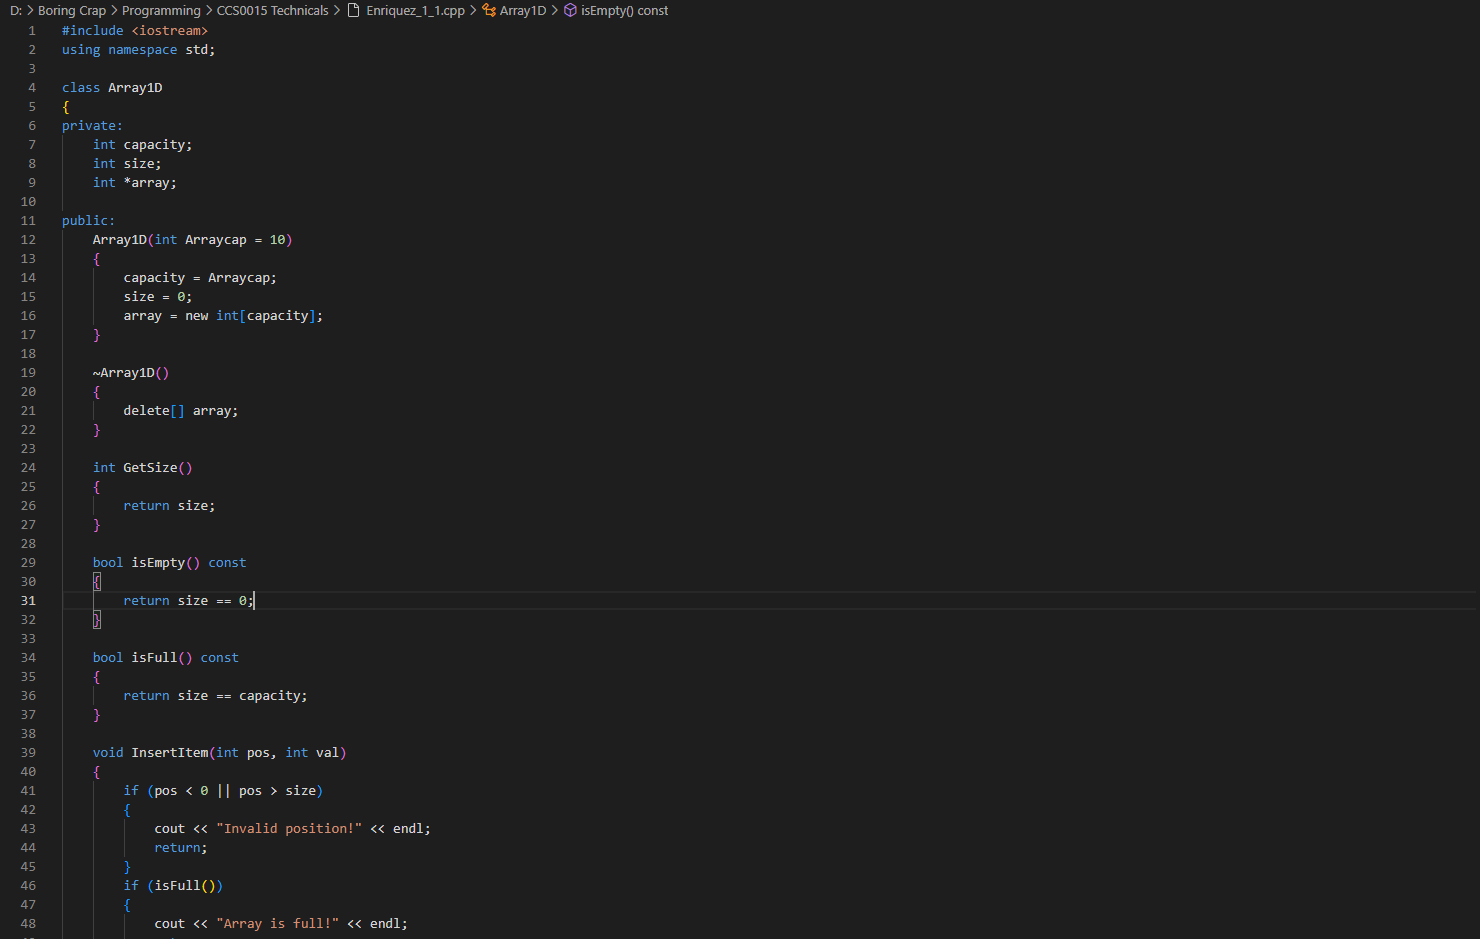 D: > Boring Crap > Programming > CCS0015 Technicals > Enriquez_1_1.cpp > Array1D > isEmpty() const
1 #include <iostream>
2 using namespace std;
3
4 class Array1D
5 {
6 private:
7     int capacity;
8     int size;
9     int *array;
10
11 public:
12     Array1D(int Arraycap = 10)
13     {
14         capacity = Arraycap;
15         size = 0;
16         array = new int[capacity];
17     }
18
19     ~Array1D()
20     {
21         delete[] array;
22     }
23
24     int GetSize()
25     {
26         return size;
27     }
28
29     bool isEmpty() const
30     {
31         return size == 0;
32     }
33
34     bool isFull() const
35     {
36         return size == capacity;
37     }
38
39     void InsertItem(int pos, int val)
40     {
41         if (pos < 0 || pos > size)
42         {
43             cout << "Invalid position!" << endl;
44             return;
45         }
46         if (isFull())
47         {
48             cout << "Array is full!" << endl;